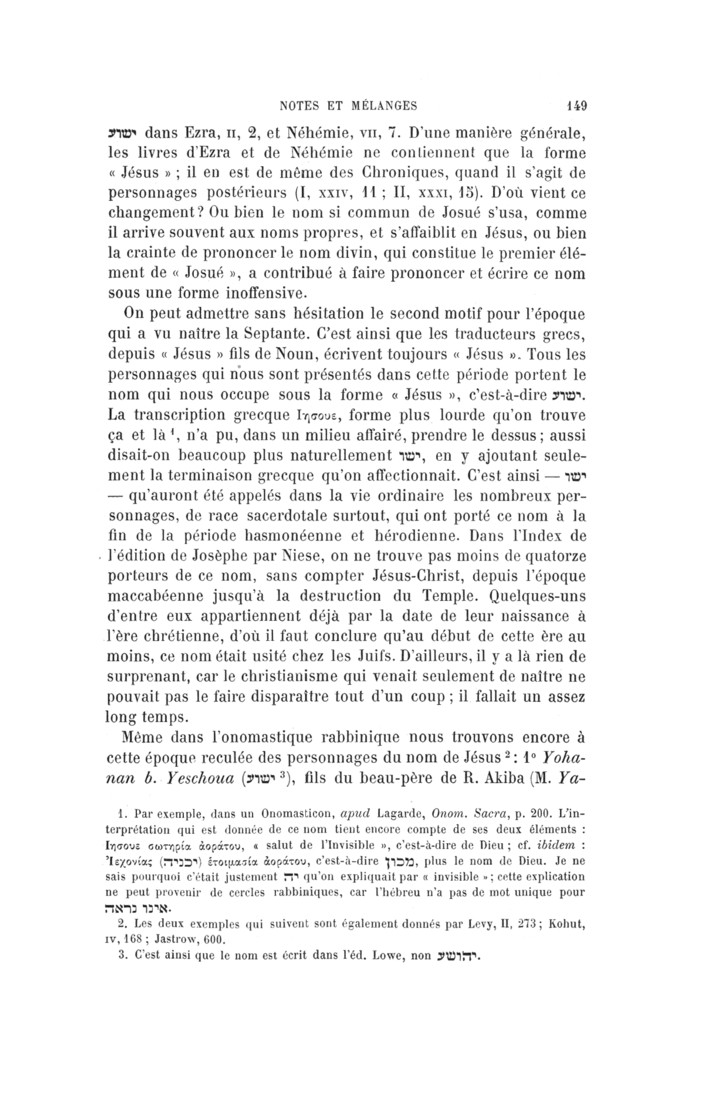 NOTES ET MÉLANGES 149
ישוע dans Ezra, II, 2, et Néhémie, VII, 7. D'une manière générale,
les livres d'Ezra et de Néhémie ne contiennent que la forme
« Jésus » ; il en est de même des Chroniques, quand il s'agit de
personnages postérieurs (I, XXIV, 11 ; II, XXXI, 15). D'où vient ce
changement? Ou bien le nom si commun de Josué s'usa, comme
il arrive souvent aux noms propres, et s'affaiblit en Jésus, ou bien
la crainte de prononcer le nom divin, qui constitue le premier élé-
ment de « Josué », a contribué à faire prononcer et écrire ce nom
sous une forme inoffensive.
On peut admettre sans hésitation le second motif pour l'époque
qui a vu naître la Septante. C'est ainsi que les traducteurs grecs,
depuis « Jésus » fils de Noun, écrivent toujours « Jésus ». Tous les
personnages qui nous sont présentés dans cette période portent le
nom qui nous occupe sous la forme « Jésus », c'est-à-dire ישוע.
La transcription grecque Ιησουε, forme plus lourde qu'on trouve
ça et là ¹, n'a pu, dans un milieu affairé, prendre le dessus ; aussi
disait-on beaucoup plus naturellement ישו, en y ajoutant seule-
ment la terminaison grecque qu'on affectionnait. C'est ainsi — ישו
— qu'auront été appelés dans la vie ordinaire les nombreux per-
sonnages, de race sacerdotale surtout, qui ont porté ce nom à la
fin de la période hasmonéenne et hérodienne. Dans l'Index de
l'édition de Josèphe par Niese, on ne trouve pas moins de quatorze
porteurs de ce nom, sans compter Jésus-Christ, depuis l'époque
maccabéenne jusqu'à la destruction du Temple. Quelques-uns
d'entre eux appartiennent déjà par la date de leur naissance à
l'ère chrétienne, d'où il faut conclure qu'au début de cette ère au
moins, ce nom était usité chez les Juifs. D'ailleurs, il y a là rien de
surprenant, car le christianisme qui venait seulement de naître ne
pouvait pas le faire disparaître tout d'un coup ; il fallait un assez
long temps.
Même dans l'onomastique rabbinique nous trouvons encore à
cette époque reculée des personnages du nom de Jésus ² : 1° Yoha-
nan b. Yeschoua (ישוע ³), fils du beau-père de R. Akiba (M. Ya-
1. Par exemple, dans un Onomasticon, apud Lagarde, Onom. Sacra, p. 200. L'in-
terprétation qui est donnée de ce nom tient encore compte de ses deux éléments :
Ιησουε σωτηρία ἀοράτου, « salut de l'Invisible », c'est-à-dire de Dieu ; cf. ibidem :
Ἰεχονίας (יכניה) ἑτοιμασία ἀοράτου, c'est-à-dire מכון, plus le nom de Dieu. Je ne
sais pourquoi c'était justement יה qu'on expliquait par « invisible » ; cette explication
ne peut provenir de cercles rabbiniques, car l'hébreu n'a pas de mot unique pour
אינו נראה.
2. Les deux exemples qui suivent sont également donnés par Levy, II, 273 ; Kohut,
IV, 168 ; Jastrow, 600.
3. C'est ainsi que le nom est écrit dans l'éd. Lowe, non יהושע.